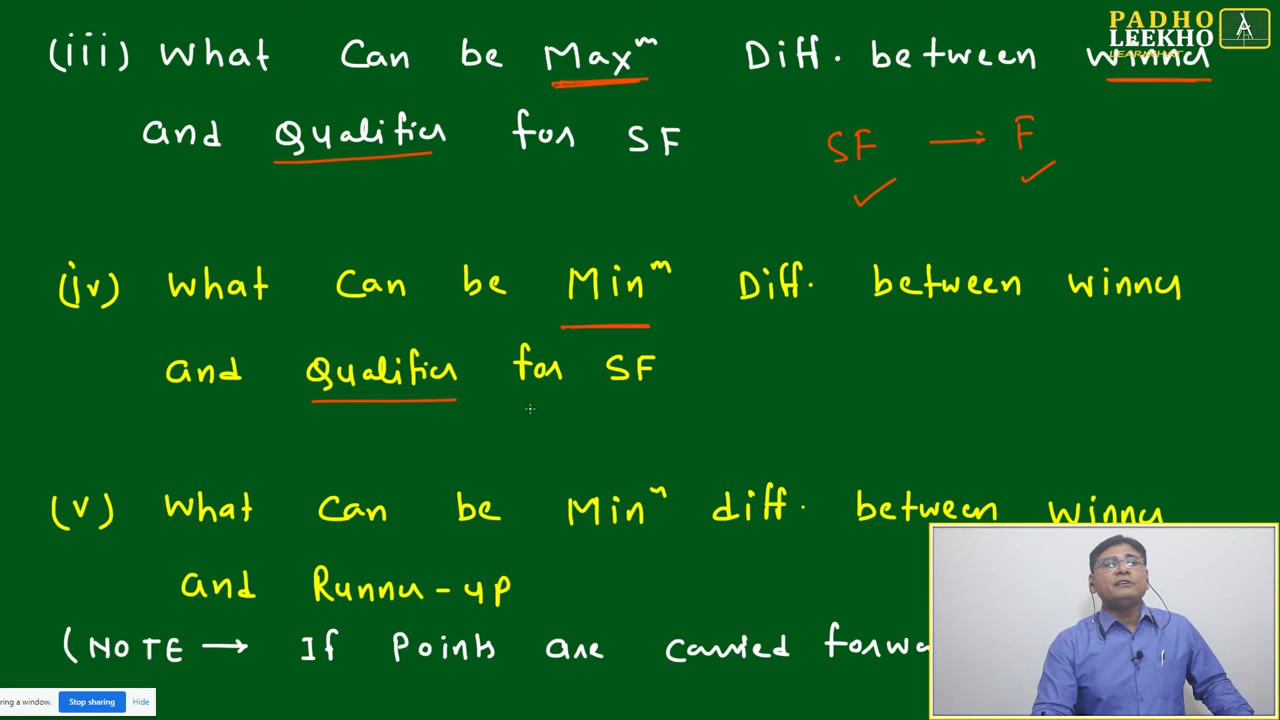 PADHO
LEEKHO
(iii) What Can be Maxᵐ Diff. between winner
and Qualifier for SF
SF → F
(iv) What Can be Minᵐ Diff. between winner
and Qualifier for SF
(v) What Can be Minᵐ diff. between winner
and Runner-up
(NOTE → If Points are carried forwa
ring a window. Stop sharing Hide